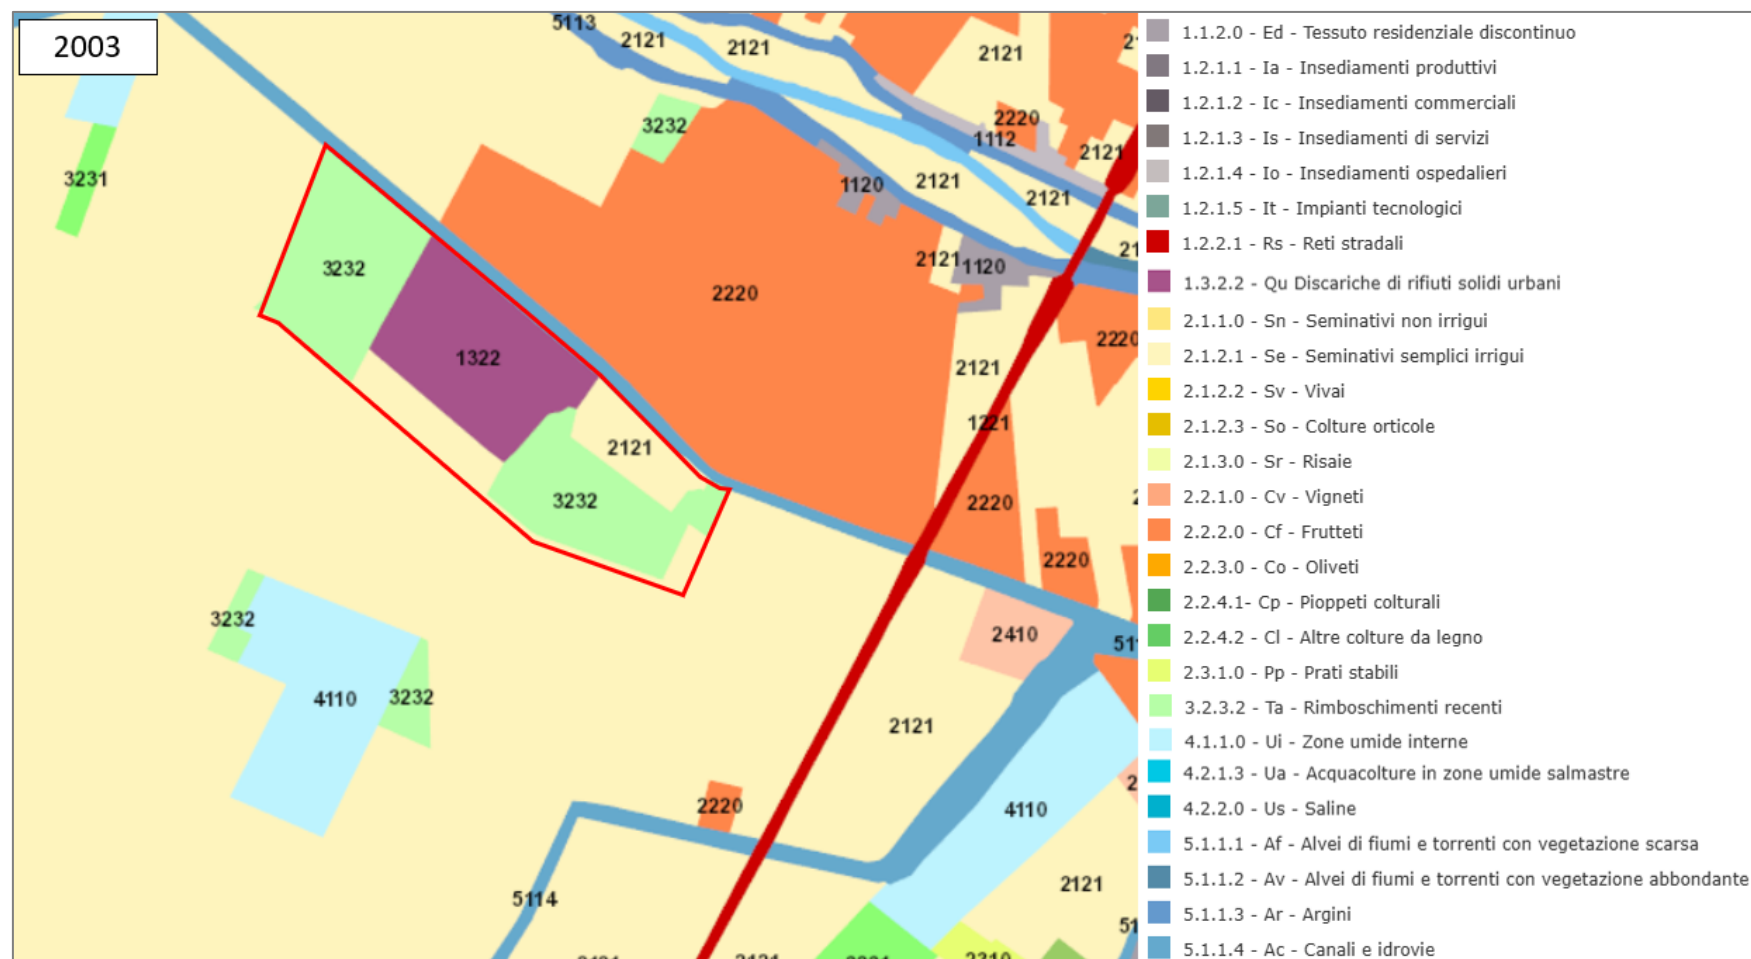 2003
5113
2121
2121
2121
3232
2220
1112
2121
3231
1120
2121
2121
3232
2121
1120
2220
1322
2220
2121
1221
2121
3232
2220
2220
3232
2410
4110
3232
2121
2220
4110
5114
2121
1.1.2.0 - Ed - Tessuto residenziale discontinuo
1.2.1.1 - Ia - Insediamenti produttivi
1.2.1.2 - Ic - Insediamenti commerciali
1.2.1.3 - Is - Insediamenti di servizi
1.2.1.4 - Io - Insediamenti ospedalieri
1.2.1.5 - It - Impianti tecnologici
1.2.2.1 - Rs - Reti stradali
1.3.2.2 - Qu Discariche di rifiuti solidi urbani
2.1.1.0 - Sn - Seminativi non irrigui
2.1.2.1 - Se - Seminativi semplici irrigui
2.1.2.2 - Sv - Vivai
2.1.2.3 - So - Colture orticole
2.1.3.0 - Sr - Risaie
2.2.1.0 - Cv - Vigneti
2.2.2.0 - Cf - Frutteti
2.2.3.0 - Co - Oliveti
2.2.4.1- Cp - Pioppeti colturali
2.2.4.2 - Cl - Altre colture da legno
2.3.1.0 - Pp - Prati stabili
3.2.3.2 - Ta - Rimboschimenti recenti
4.1.1.0 - Ui - Zone umide interne
4.2.1.3 - Ua - Acquacolture in zone umide salmastre
4.2.2.0 - Us - Saline
5.1.1.1 - Af - Alvei di fiumi e torrenti con vegetazione scarsa
5.1.1.2 - Av - Alvei di fiumi e torrenti con vegetazione abbondante
5.1.1.3 - Ar - Argini
5.1.1.4 - Ac - Canali e idrovie